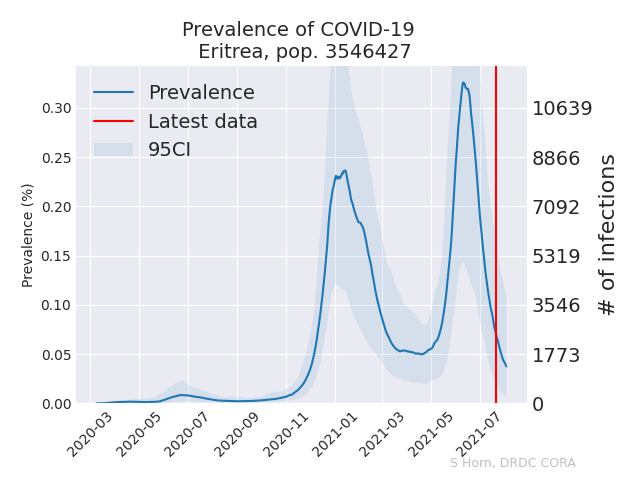 Prevalence of COVID-19
Eritrea, pop. 3546427
Prevalence
Latest data
95CI
Prevalence (%)
0.30
0.25
0.20
0.15
0.10
0.05
0.00
10639
8866
7092
5319
3546
1773
0
# of infections
2020-03
2020-05
2020-07
2020-09
2020-11
2021-01
2021-03
2021-05
2021-07
S Horn, DRDC CORA